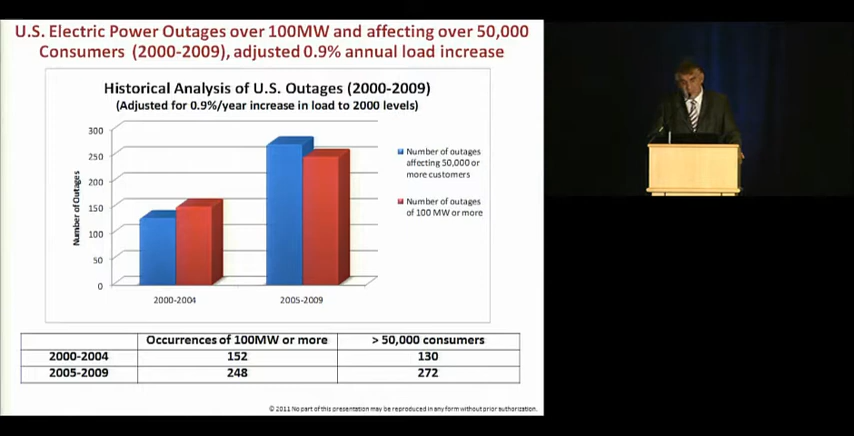 U.S. Electric Power Outages over 100MW and affecting over 50,000
Consumers (2000-2009), adjusted 0.9% annual load increase
Historical Analysis of U.S. Outages (2000-2009)
(Adjusted for 0.9%/year increase in load to 2000 levels)
Number of Outages
300
250
200
150
100
50
0
2000-2004
2005-2009
Number of outages
affecting 50,000 or
more customers
Number of outages
of 100 MW or more
Occurrences of 100MW or more > 50,000 consumers
2000-2004 152 130
2005-2009 248 272
© 2011 No part of this presentation may be reproduced in any form without prior authorization.